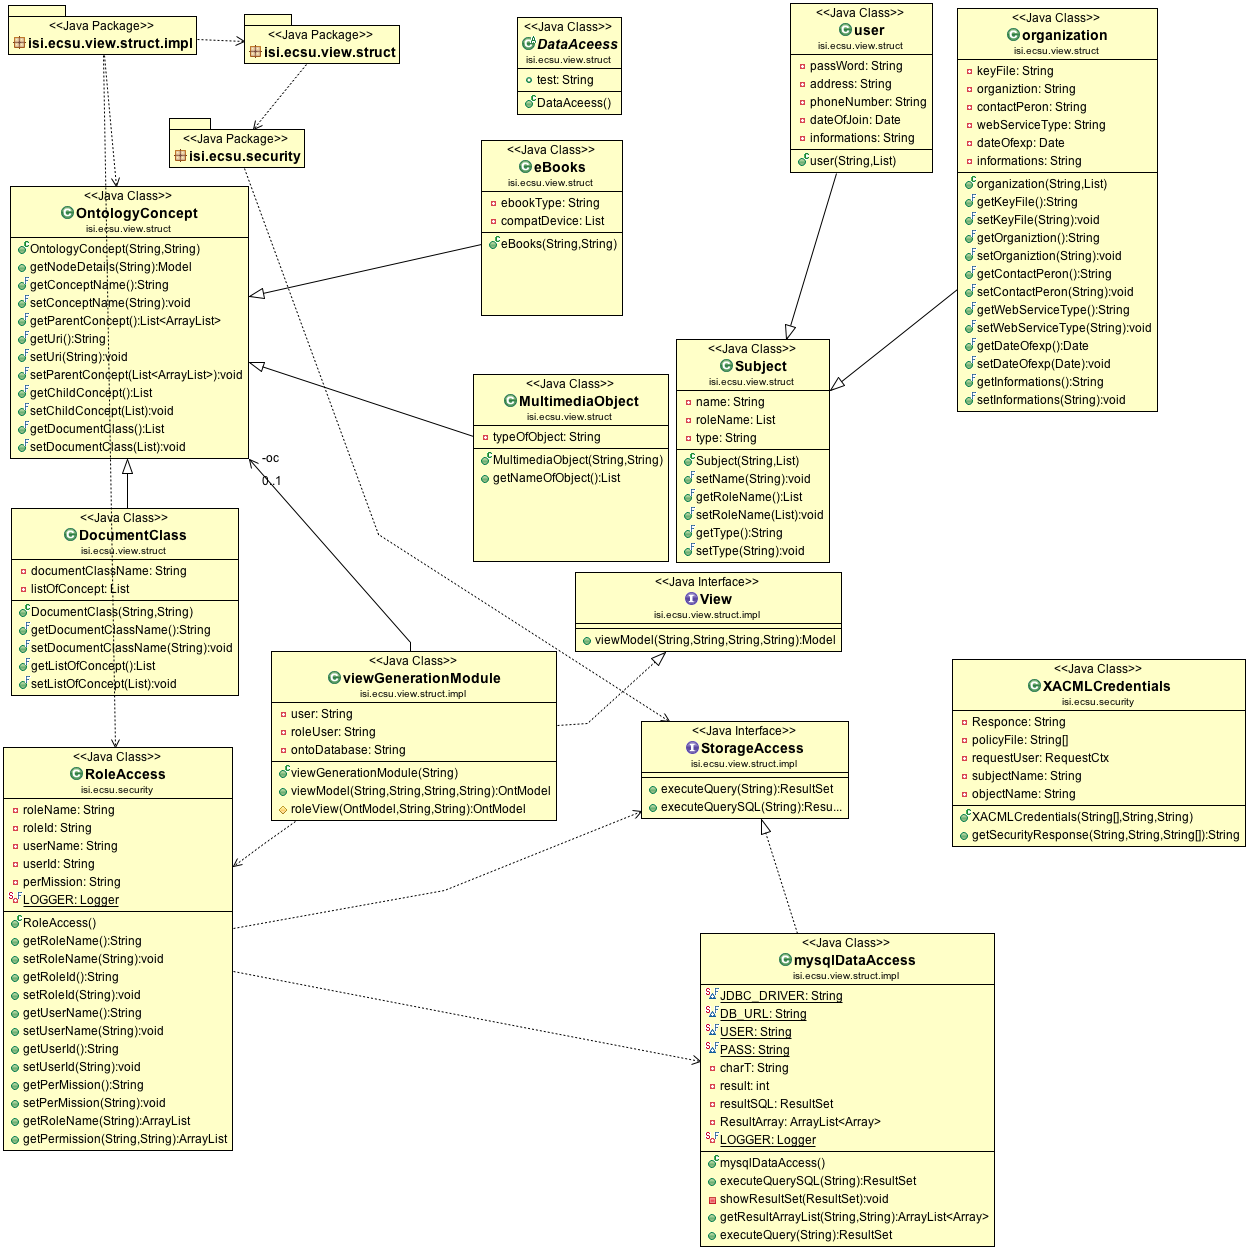 <<Java Package>>
isi.ecsu.view.struct.impl
<<Java Package>>
isi.ecsu.view.struct
<<Java Package>>
isi.ecsu.security
<<Java Class>>
DataAceess
isi.ecsu.view.struct
test: String
DataAceess()
<<Java Class>>
user
isi.ecsu.view.struct
passWord: String
address: String
phoneNumber: String
dateOfJoin: Date
informations: String
user(String,List)
<<Java Class>>
organization
isi.ecsu.view.struct
keyFile: String
organiztion: String
contactPeron: String
webServiceType: String
dateOfexp: Date
informations: String
organization(String,List)
getKeyFile():String
setKeyFile(String):void
getOrganiztion():String
setOrganiztion(String):void
getContactPeron():String
setContactPeron(String):void
getWebServiceType():String
setWebServiceType(String):void
getDateOfexp():Date
setDateOfexp(Date):void
getInformations():String
setInformations(String):void
<<Java Class>>
eBooks
isi.ecsu.view.struct
ebookType: String
compatDevice: List
eBooks(String,String)
<<Java Class>>
OntologyConcept
isi.ecsu.view.struct
OntologyConcept(String,String)
getNodeDetails(String):Model
getConceptName():String
setConceptName(String):void
getParentConcept():List<ArrayList>
getUri():String
setUri(String):void
setParentConcept(List<ArrayList>):void
getChildConcept():List
setChildConcept(List):void
getDocumentClass():List
setDocumentClass(List):void
<<Java Class>>
MultimediaObject
isi.ecsu.view.struct
typeOfObject: String
MultimediaObject(String,String)
getNameOfObject():List
<<Java Class>>
Subject
isi.ecsu.view.struct
name: String
roleName: List
type: String
Subject(String,List)
setName(String):void
getRoleName():List
setRoleName(List):void
getType():String
setType(String):void
-oc
0..1
<<Java Class>>
DocumentClass
isi.ecsu.view.struct
documentClassName: String
listOfConcept: List
DocumentClass(String,String)
getDocumentClassName():String
setDocumentClassName(String):void
getListOfConcept():List
setListOfConcept(List):void
<<Java Interface>>
View
isi.ecsu.view.struct.impl
viewModel(String,String,String,String):Model
<<Java Class>>
viewGenerationModule
isi.ecsu.view.struct.impl
user: String
roleUser: String
ontoDatabase: String
viewGenerationModule(String)
viewModel(String,String,String,String):OntModel
roleView(OntModel,String,String):OntModel
<<Java Interface>>
StorageAccess
isi.ecsu.view.struct.impl
executeQuery(String):ResultSet
executeQuerySQL(String):Resu...
<<Java Class>>
XACMLCredentials
isi.ecsu.security
Responce: String
policyFile: String[]
requestUser: RequestCtx
subjectName: String
objectName: String
XACMLCredentials(String[],String,String)
getSecurityResponse(String,String,String[]):String
<<Java Class>>
RoleAccess
isi.ecsu.security
roleName: String
roleId: String
userName: String
userId: String
perMission: String
LOGGER: Logger
RoleAccess()
getRoleName():String
setRoleName(String):void
getRoleId():String
setRoleId(String):void
getUserName():String
setUserName(String):void
getUserId():String
setUserId(String):void
getPerMission():String
setPerMission(String):void
getRoleName(String):ArrayList
getPermission(String,String):ArrayList
<<Java Class>>
mysqlDataAccess
isi.ecsu.view.struct.impl
JDBC_DRIVER: String
DB_URL: String
USER: String
PASS: String
charT: String
result: int
resultSQL: ResultSet
ResultArray: ArrayList<Array>
LOGGER: Logger
mysqlDataAccess()
executeQuerySQL(String):ResultSet
showResultSet(ResultSet):void
getResultArrayList(String,String):ArrayList<Array>
executeQuery(String):ResultSet